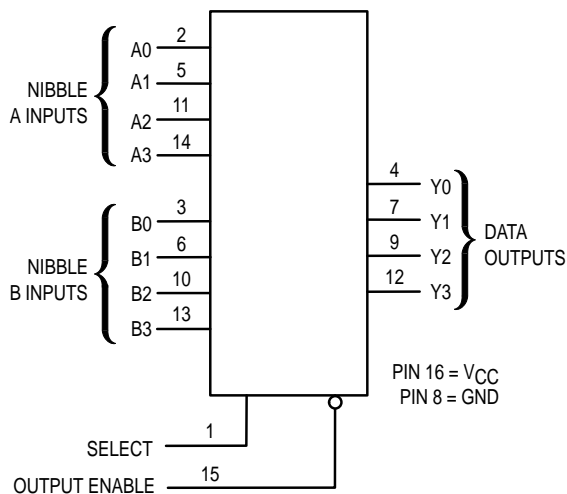 NIBBLE
A INPUTS
A0 2
A1 5
A2 11
A3 14
NIBBLE
B INPUTS
B0 3
B1 6
B2 10
B3 13
4 Y0
7 Y1
9 Y2
12 Y3
DATA
OUTPUTS
PIN 16 = VCC
PIN 8 = GND
SELECT 1
OUTPUT ENABLE 15